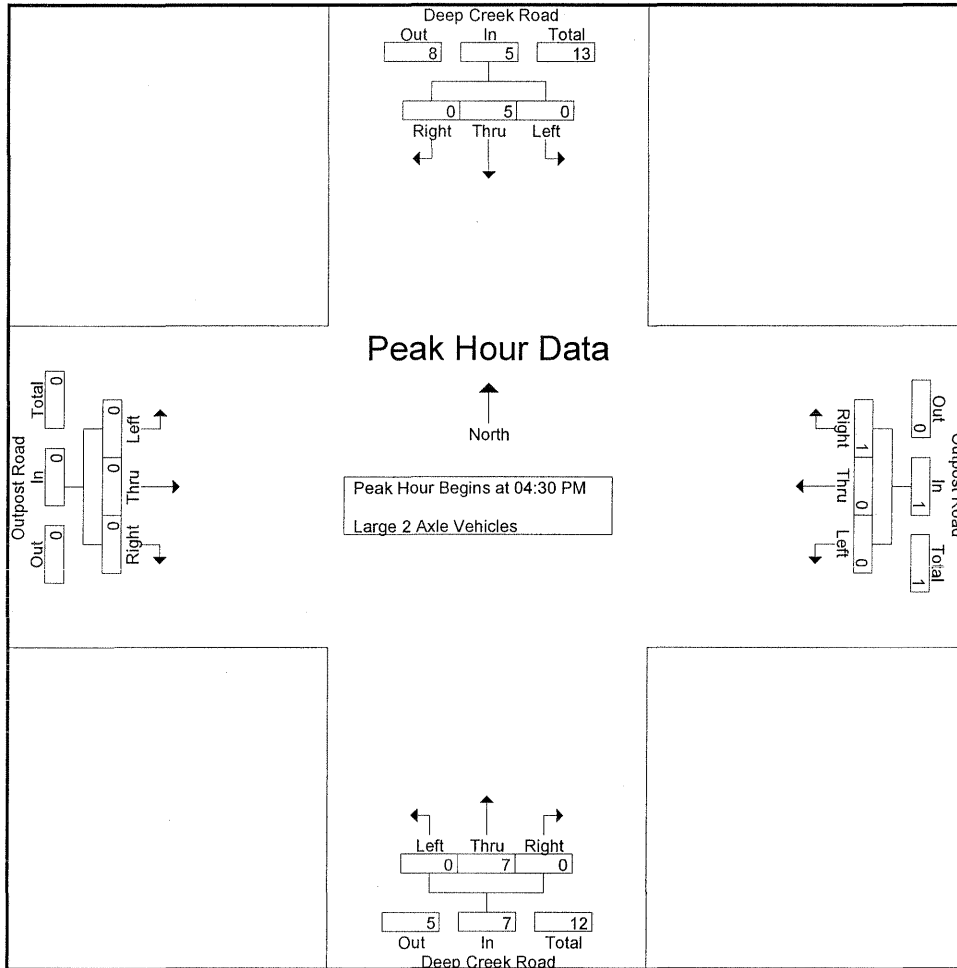 Deep Creek Road
Out In Total
8 5 13
0 5 0
Right Thru Left
Peak Hour Data
North
Peak Hour Begins at 04:30 PM
Large 2 Axle Vehicles
Outpost Road
Total In Out
0 0 0
0 0 0
Left Thru Right
Right Thru Left
1 0 0
Out In Total
0 1 1
Outpost Road
Left Thru Right
0 7 0
5 7 12
Out In Total
Deep Creek Road